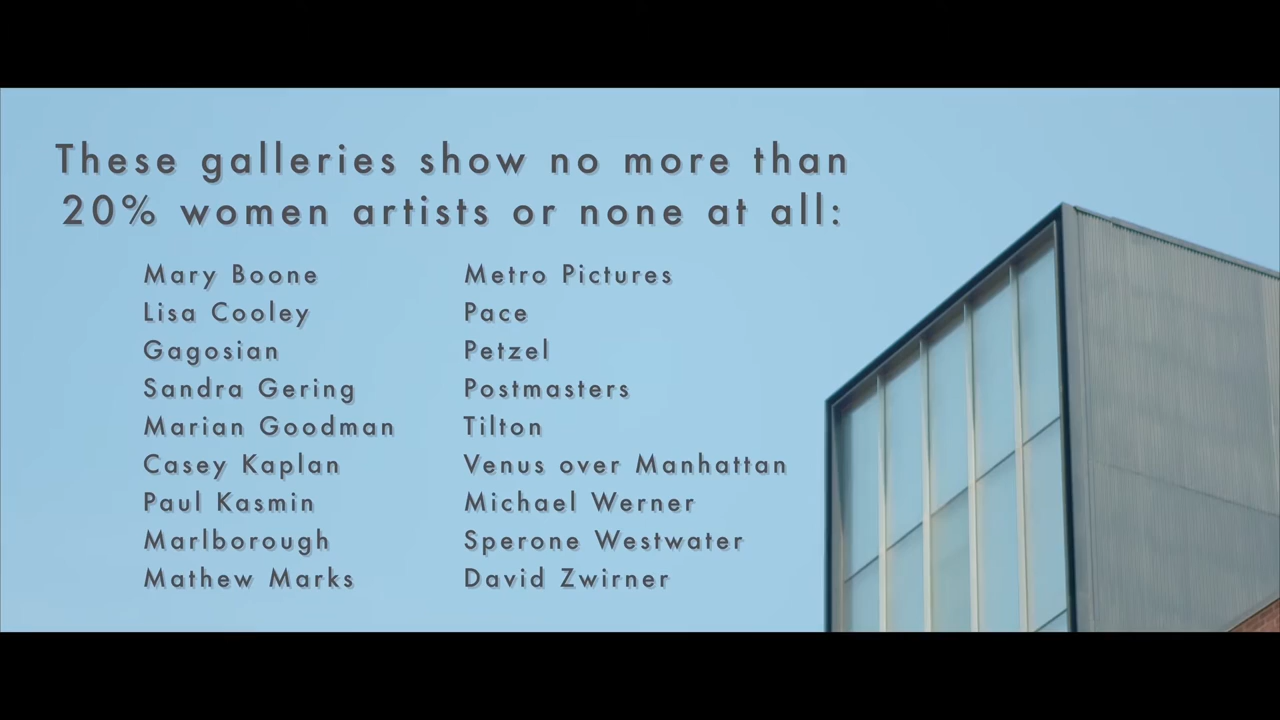 These galleries show no more than
20% women artists or none at all:
Mary Boone
Lisa Cooley
Gagosian
Sandra Gering
Marian Goodman
Casey Kaplan
Paul Kasmin
Marlborough
Mathew Marks
Metro Pictures
Pace
Petzel
Postmasters
Tilton
Venus over Manhattan
Michael Werner
Sperone Westwater
David Zwirner